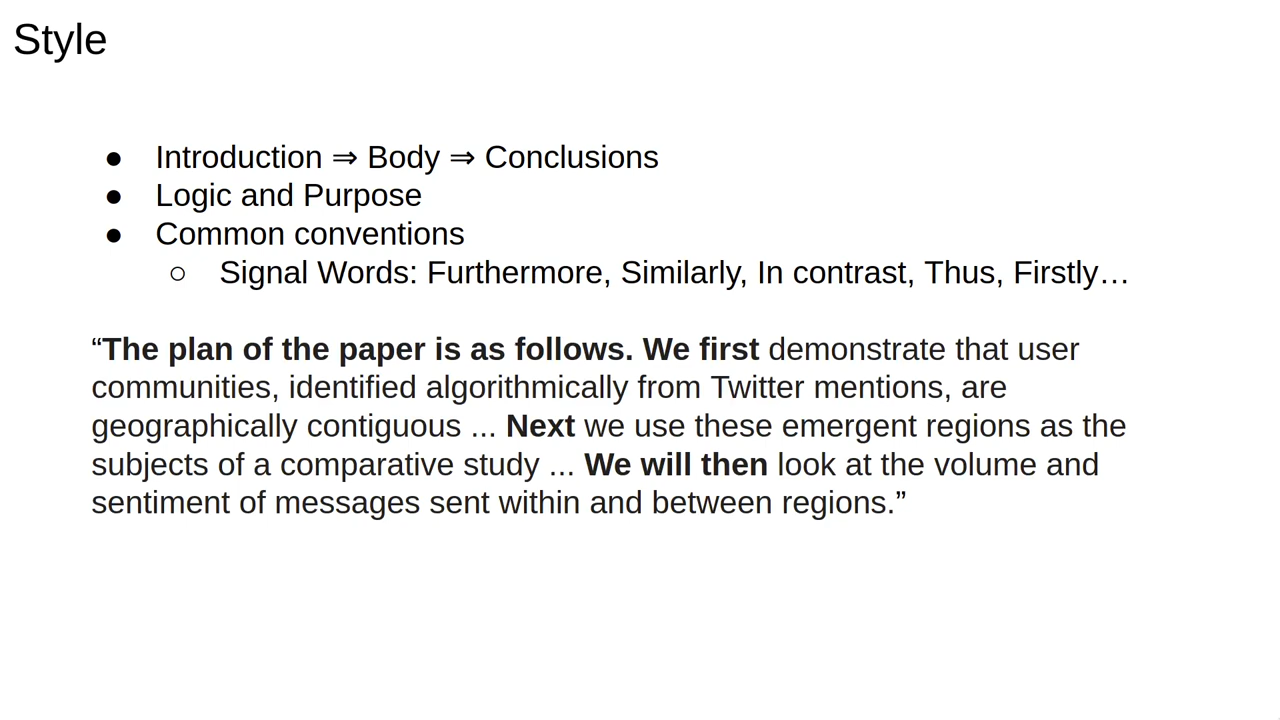 Style
● Introduction ⇒ Body ⇒ Conclusions
● Logic and Purpose
● Common conventions
○ Signal Words: Furthermore, Similarly, In contrast, Thus, Firstly…
“The plan of the paper is as follows. We first demonstrate that user
communities, identified algorithmically from Twitter mentions, are
geographically contiguous ... Next we use these emergent regions as the
subjects of a comparative study ... We will then look at the volume and
sentiment of messages sent within and between regions.”